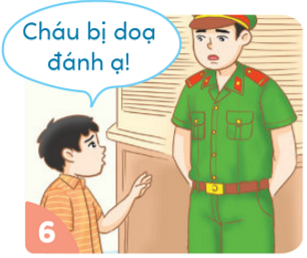 Cháu bị doạ
đánh ạ!
6